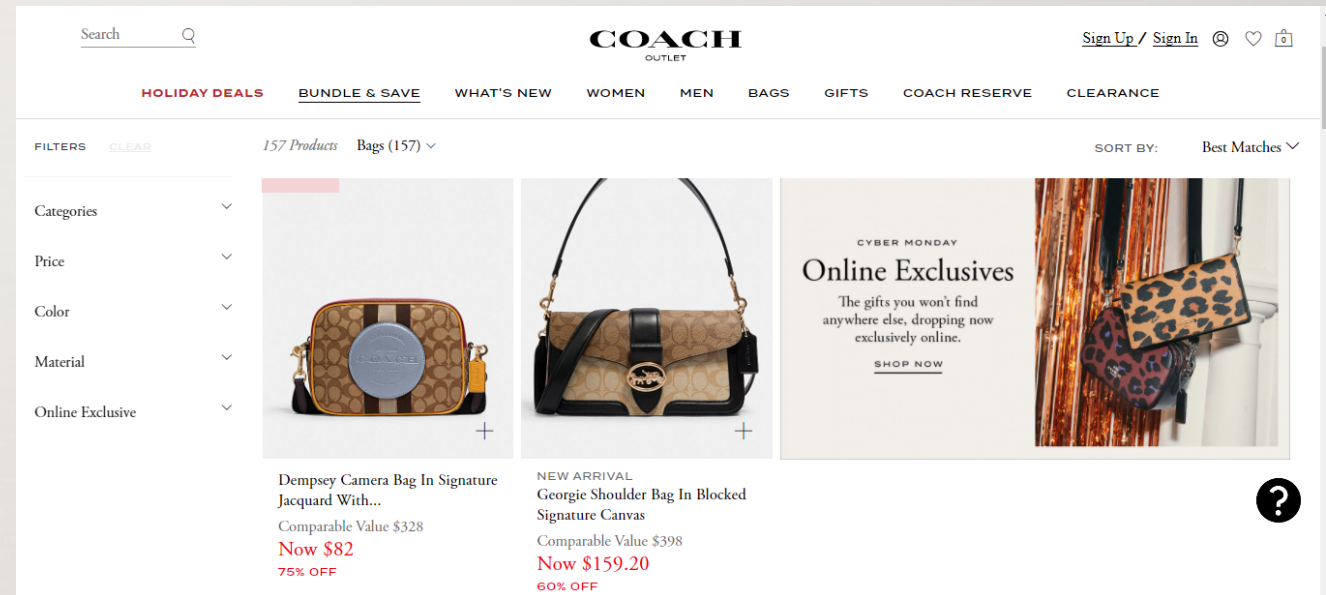 Search
COACH
OUTLET
Sign Up / Sign In
0
HOLIDAY DEALS
BUNDLE & SAVE
WHAT'S NEW
WOMEN
MEN
BAGS
GIFTS
COACH RESERVE
CLEARANCE
FILTERS
CLEAR
157 Products
Bags (157)
SORT BY:
Best Matches
Categories
Price
Color
Material
Online Exclusive
COACH
CYBER MONDAY
Online Exclusives
The gifts you won't find
anywhere else, dropping now
exclusively online.
SHOP NOW
Dempsey Camera Bag In Signature
Jacquard With...
Comparable Value $328
Now $82
75% OFF
NEW ARRIVAL
Georgie Shoulder Bag In Blocked
Signature Canvas
Comparable Value $398
Now $159.20
60% OFF
?